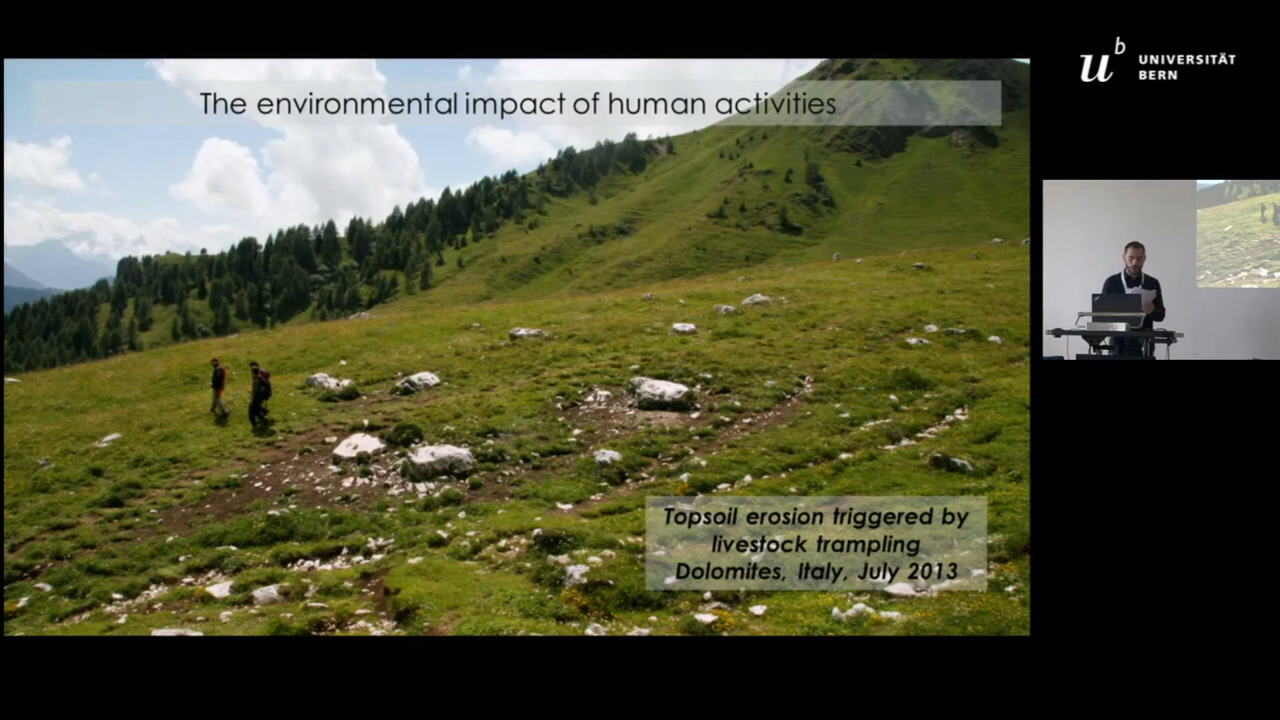 The environmental impact of human activities
Topsoil erosion triggered by
livestock trampling
Dolomites, Italy, July 2013
u b UNIVERSITÄT
BERN